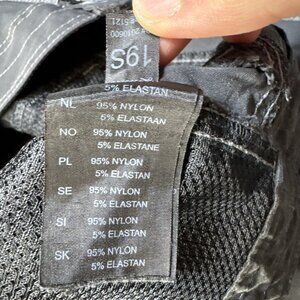 5% ELASTAN
NL 95% NYLON
5% ELASTAAN
NO 95% NYLON
5% ELASTANE
PL 95% NYLON
5% ELASTAN
SE 95% NYLON
5% ELASTAN
SI 95% NYLON
5% ELASTAN
SK 95% NYLON
5% ELASTAN
19S